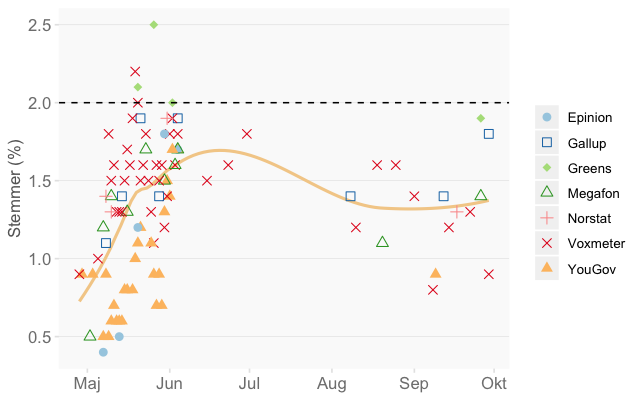 2.5
2.0
1.5
1.0
0.5
Stemmer (%)
Maj Jun Jul Aug Sep Okt
Epinion
Gallup
Greens
Megafon
Norstat
Voxmeter
YouGov